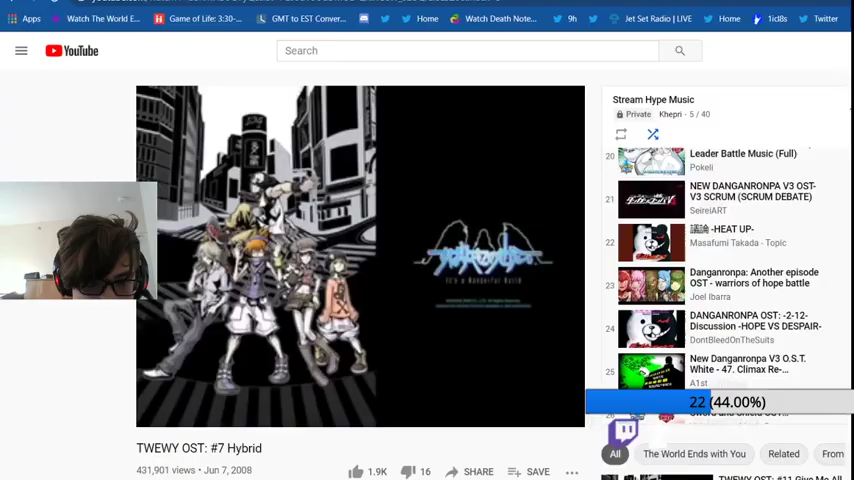 Apps
Watch The World E...
Game of Life: 3:30-...
GMT to EST Conver...
Home
Watch Death Note...
9h
Jet Set Radio | LIVE
Home
1id8s
Twitter
YouTube
Search
Stream Hype Music
Private Khepri - 5 / 40
20
Leader Battle Music (Full)
Pokeli
21
NEW DANGANRONPA V3 OST-
V3 SCRUM (SCRUM DEBATE)
SeireiART
22
議論 -HEAT UP-
Masafumi Takada - Topic
23
Danganronpa: Another episode
OST - warriors of hope battle
Joel Ibarra
24
DANGANRONPA OST: -2-12-
Discussion -HOPE VS DESPAIR-
DontBleedOnTheSuits
25
New Danganronpa V3 O.S.T.
White - 47. Climax Re-...
A1st
22 (44.00%)
It's a Wonderful World
TWEWY OST: #7 Hybrid
431,901 views • Jun 7, 2008
1.9K
16
SHARE
SAVE
All
The World Ends with You
Related
From